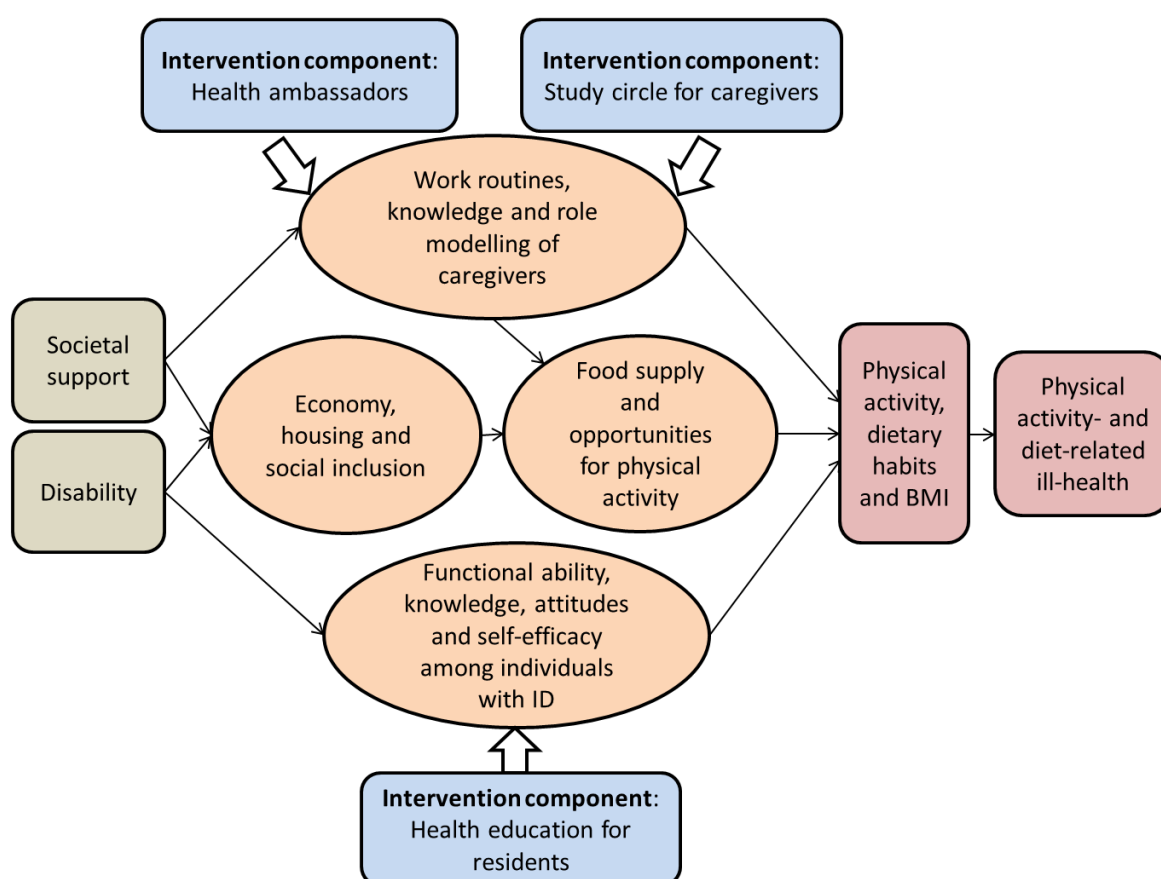 Intervention component:
Health ambassadors
Intervention component:
Study circle for caregivers
Work routines,
knowledge and role
modelling of
caregivers
Societal
support
Disability
Economy,
housing and
social inclusion
Food supply
and
opportunities
for physical
activity
Physical
activity,
dietary
habits
and BMI
Physical
activity- and
diet-related
ill-health
Functional ability,
knowledge, attitudes
and self-efficacy
among individuals
with ID
Intervention component:
Health education for
residents